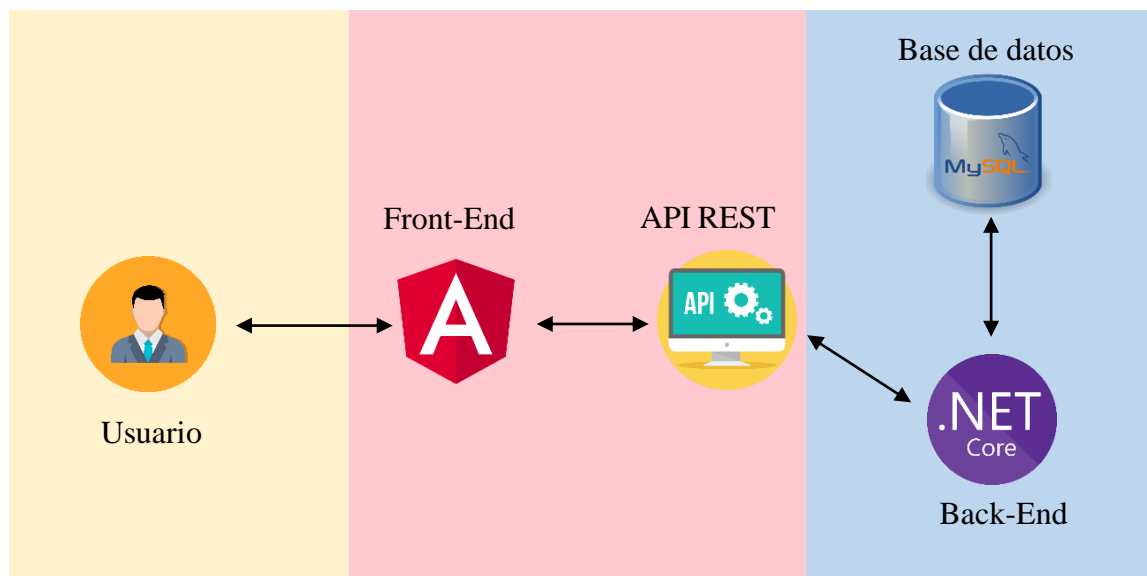 Base de datos
MySQL
Front-End
API REST
A
API
.NET
Core
Usuario
Back-End